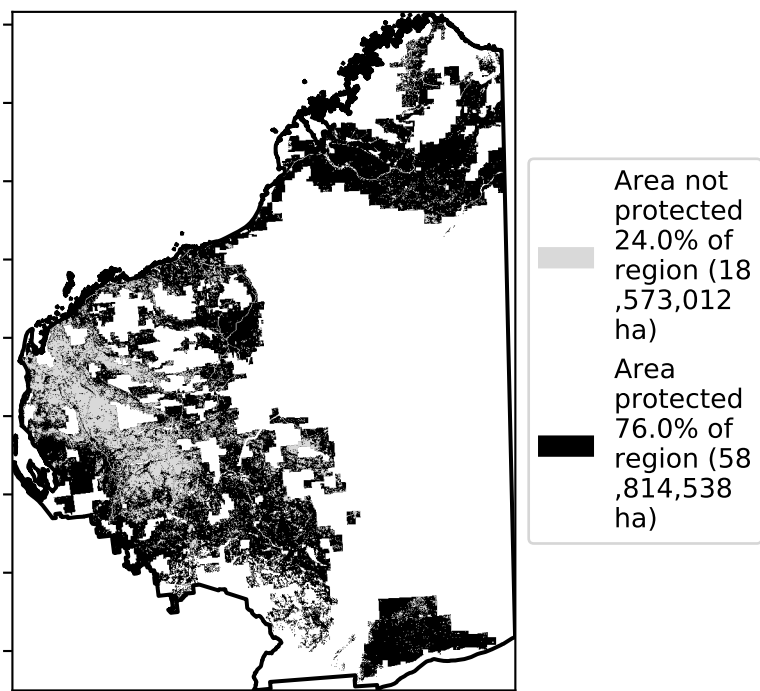 Area not
protected
24.0% of
region (18
,573,012
ha)
Area
protected
76.0% of
region (58
,814,538
ha)